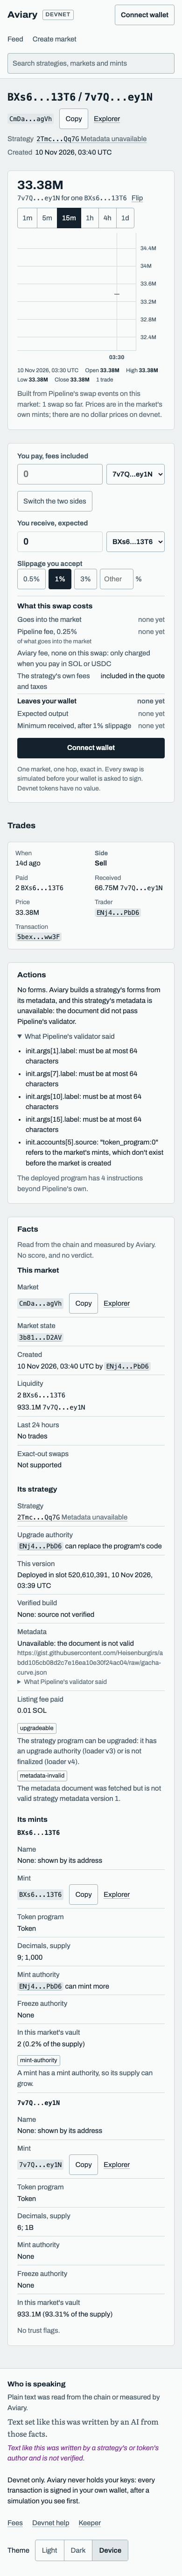 Aviary DEVNET Connect wallet
Feed Create market
Search strategies, markets and mints
BXs6...13T6 / 7v7Q...ey1N
CmDa...agVh Copy Explorer
Strategy 2Tmc...Qq7G Metadata unavailable
Created 10 Nov 2026, 03:40 UTC
33.38M
7v7Q...ey1N for one BXs6...13T6 Flip
1m 5m 15m 1h 4h 1d
34.4M
34M
33.6M
33.2M
32.8M
32.4M
03:30
10 Nov 2026, 03:30 UTC Open 33.38M High 33.38M
Low 33.38M Close 33.38M 1 trade
Built from Pipeline's swap events on this
market: 1 swap so far. Prices are in the market's
own mints; there are no dollar prices on devnet.
You pay, fees included
0 7v7Q...ey1N
Switch the two sides
You receive, expected
0 BXs6...13T6
Slippage you accept
0.5% 1% 3% Other %
What this swap costs
Goes into the market none yet
Pipeline fee, 0.25% none yet
of what goes into the market
Aviary fee, none on this swap: only charged
when you pay in SOL or USDC
The strategy's own fees included in the quote
and taxes
Leaves your wallet none yet
Expected output none yet
Minimum received, after 1% slippage none yet
Connect wallet
One market, one hop, exact in. Every swap is
simulated before your wallet is asked to sign.
Devnet tokens have no value.
Trades
When Side
14d ago Sell
Paid Received
2 BXs6...13T6 66.75M 7v7Q...ey1N
Price Trader
33.38M ENj4...PbD6
Transaction
5bex...ww3F
Actions
No forms. Aviary builds a strategy's forms from
its metadata, and this strategy's metadata is
unavailable: the document did not pass
Pipeline's validator.
▼ What Pipeline's validator said
• init.args[1].label: must be at most 64
characters
• init.args[7].label: must be at most 64
characters
• init.args[10].label: must be at most 64
characters
• init.args[15].label: must be at most 64
characters
• init.accounts[5].source: "token_program:0"
refers to the market's mints, which don't exist
before the market is created
The deployed program has 4 instructions
beyond Pipeline's own.
Facts
Read from the chain and measured by Aviary.
No score, and no verdict.
This market
Market
CmDa...agVh Copy Explorer
Market state
3b81...D2AV
Created
10 Nov 2026, 03:40 UTC by ENj4...PbD6
Liquidity
2 BXs6...13T6
933.1M 7v7Q...ey1N
Last 24 hours
No trades
Exact-out swaps
Not supported
Its strategy
Strategy
2Tmc...Qq7G Metadata unavailable
Upgrade authority
ENj4...PbD6 can replace the program's code
This version
Deployed in slot 520,610,391, 10 Nov 2026,
03:39 UTC
Verified build
None: source not verified
Metadata
Unavailable: the document is not valid
https://gist.githubusercontent.com/Heisenburgirs/a
bdd105cb08d2c7e16ea10e30f24ac04/raw/gacha-
curve.json
▶ What Pipeline's validator said
Listing fee paid
0.01 SOL
upgradeable
The strategy program can be upgraded: it has
an upgrade authority (loader v3) or is not
finalized (loader v4).
metadata-invalid
The metadata document was fetched but is not
valid strategy metadata version 1.
Its mints
BXs6...13T6
Name
None: shown by its address
Mint
BXs6...13T6 Copy Explorer
Token program
Token
Decimals, supply
9; 1,000
Mint authority
ENj4...PbD6 can mint more
Freeze authority
None
In this market's vault
2 (0.2% of the supply)
mint-authority
A mint has a mint authority, so its supply can
grow.
7v7Q...ey1N
Name
None: shown by its address
Mint
7v7Q...ey1N Copy Explorer
Token program
Token
Decimals, supply
6; 1B
Mint authority
None
Freeze authority
None
In this market's vault
933.1M (93.31% of the supply)
No trust flags.
Who is speaking
Plain text was read from the chain or measured by
Aviary.
Text set like this was written by an AI from
those facts.
Text like this was written by a strategy's or token's
author and is not verified.
Devnet only. Aviary never holds your keys: every
transaction is signed in your own wallet, after a
simulation you see first.
Fees Devnet help Keeper
Theme Light Dark Device